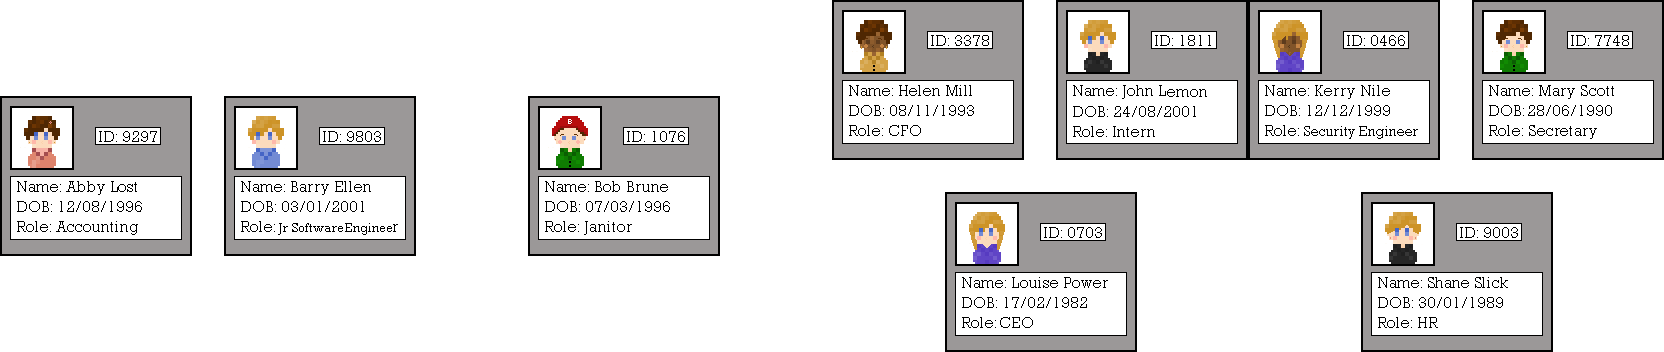 ID: 9297
Name: Abby Lost
DOB: 12/08/1996
Role: Accounting
ID: 9803
Name: Barry Ellen
DOB: 03/01/2001
Role: Jr Software Engineer
B
ID: 1076
Name: Bob Brune
DOB: 07/03/1996
Role: Janitor
ID: 3378
Name: Helen Mill
DOB: 08/11/1993
Role: CFO
ID: 1811
Name: John Lemon
DOB: 24/08/2001
Role: Intern
ID: 0466
Name: Kerry Nile
DOB: 12/12/1999
Role: Security Engineer
ID: 7748
Name: Mary Scott
DOB:28/06/1990
Role: Secretary
ID: 0703
Name: Louise Power
DOB: 17/02/1982
Role: CEO
ID: 9003
Name: Shane Slick
DOB: 30/01/1989
Role: HR